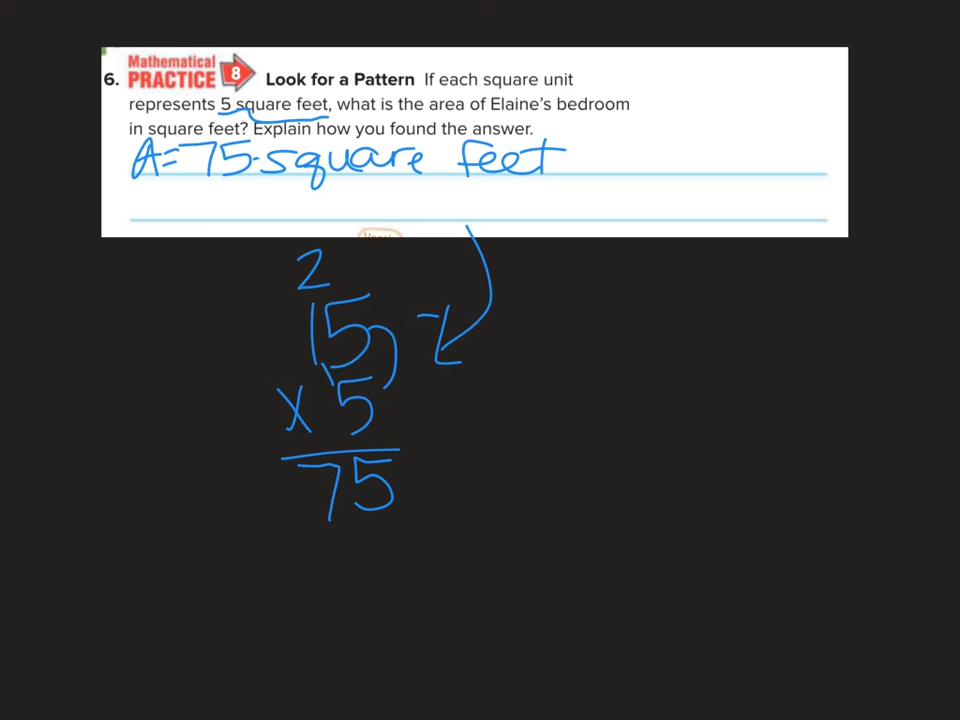 Mathematical
6. PRACTICE 8 Look for a Pattern If each square unit
represents 5 square feet, what is the area of Elaine's bedroom
in square feet? Explain how you found the answer.
A=75 square feet
2
15
x 5
75